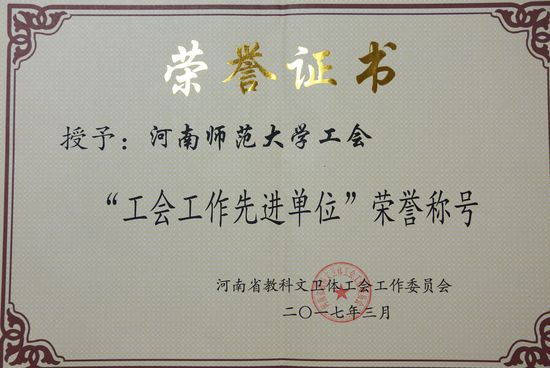 荣誉证书
授予：河南师范大学工会
“工会工作先进单位”荣誉称号
河南省教科文卫体工会工作委员会
二〇一七年三月